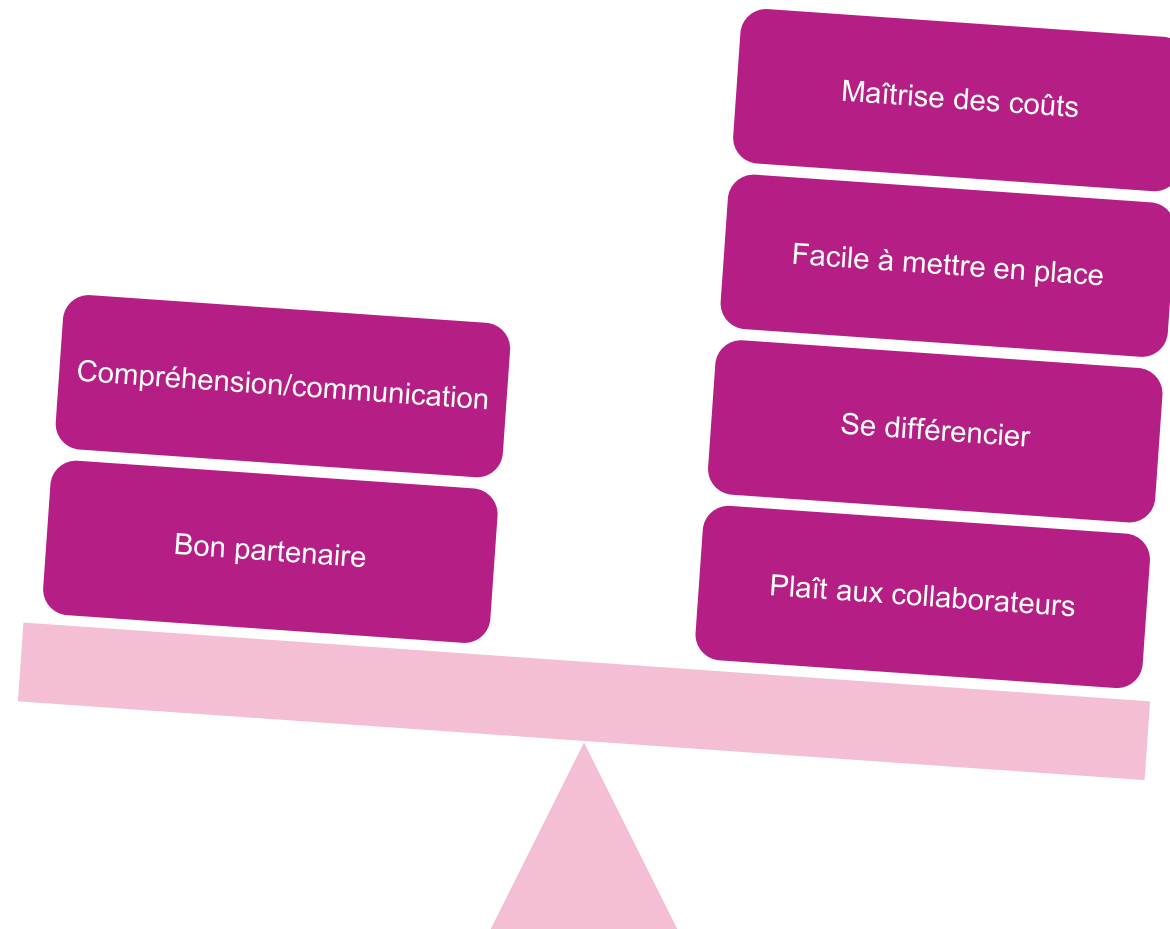 Compréhension/communication
Bon partenaire
Maîtrise des coûts
Facile à mettre en place
Se différencier
Plaît aux collaborateurs